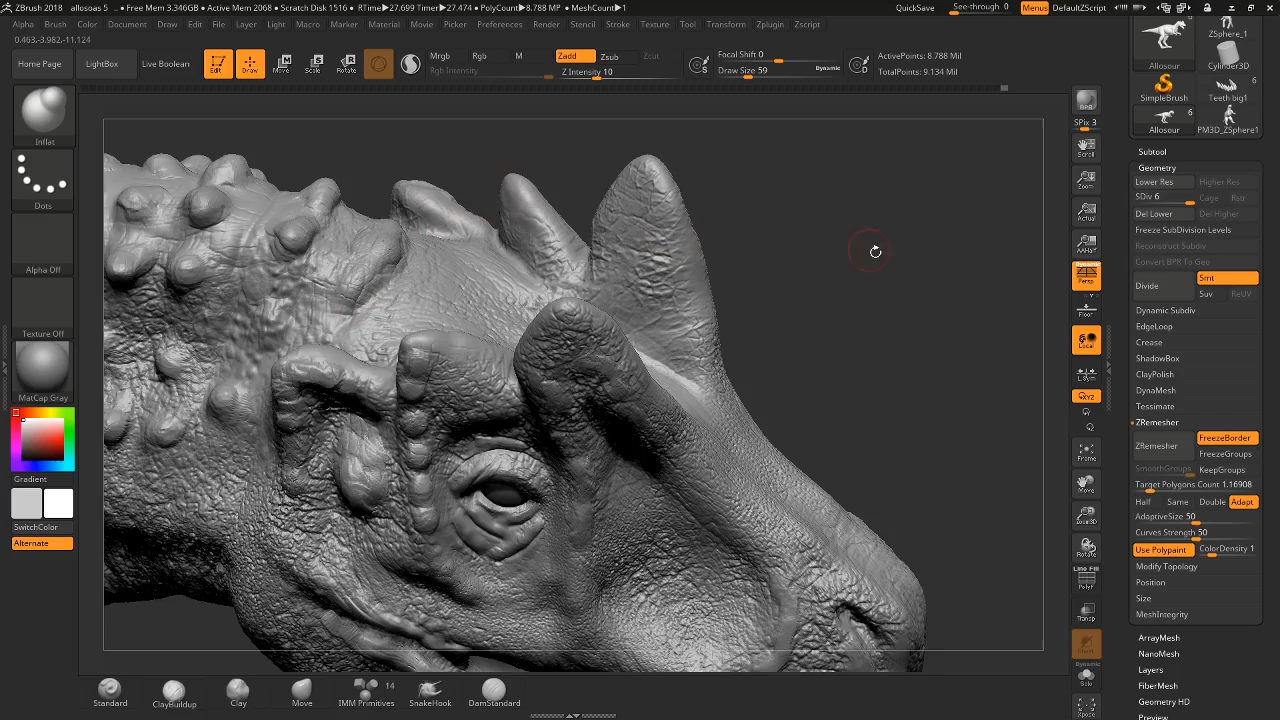 ZBrush 2018 allosoas 5 .. • Free Mem 3.346GB • Active Mem 2068 • Scratch Disk 1516 • RTime▶27.699 Timer▶27.474 • PolyCount▶8.788 MP • MeshCount▶1
QuickSave See-through 0 Menus DefaultZScript
Alpha Brush Color Document Draw Edit File Layer Light Macro Marker Material Movie Picker Preferences Render Stencil Stroke Texture Tool Transform Zplugin Zscript
0.463,-3.982,-11.124
Home Page LightBox Live Boolean Edit Draw Move Scale Rotate
Mrgb Rgb M Zadd Zsub Zcut
Rgb Intensity Z Intensity 10
Focal Shift 0
Draw Size 59 Dynamic
ActivePoints: 8.788 Mil
TotalPoints: 9.134 Mil
Inflat
Dots
Alpha Off
Texture Off
MatCap Gray
Gradient
SwitchColor
Alternate
BPR
SPix 3
Scroll
Zoom
Actual
AAHalf
Dynamic
Persp
Floor
Local
L.Sym
XYZ
Frame
Move
Zoom3D
Rotate
Line Fill
PolyF
Transp
Ghost
Dynamic
Solo
Xpose
ZSphere_1
Allosour Cylinder3D
6
SimpleBrush Teeth big1
6
Allosour PM3D_ZSphere1
Subtool
Geometry
Lower Res Higher Res
SDiv 6 Cage Rstr
Del Lower Del Higher
Freeze SubDivision Levels
Reconstruct Subdiv
Convert BPR To Geo
Divide Smt
Suv ReUV
Dynamic Subdiv
EdgeLoop
Crease
ShadowBox
ClayPolish
DynaMesh
Tessimate
ZRemesher
ZRemesher FreezeBorder
FreezeGroups
SmoothGroups KeepGroups
Target Polygons Count 1.16908
Half Same Double Adapt
AdaptiveSize 50
Curves Strength 50
Use Polypaint ColorDensity 1
Modify Topology
Position
Size
MeshIntegrity
ArrayMesh
NanoMesh
Layers
FiberMesh
Geometry HD
Preview
Standard ClayBuildup Clay Move IMM Primitives 14 SnakeHook DamStandard